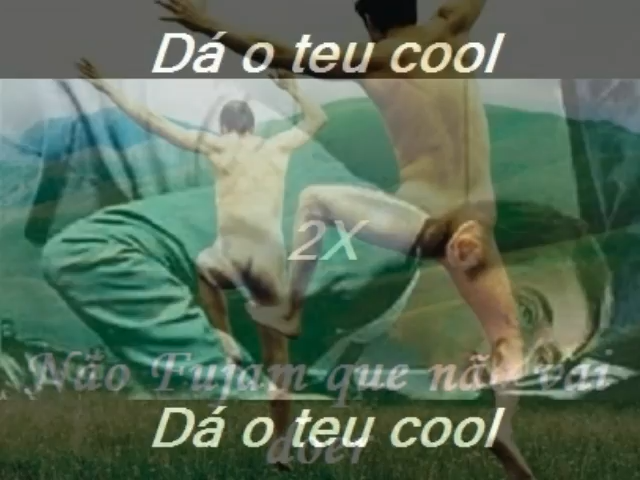 Dá o teu cool
2X
Não Fujam que não vai
doer
Dá o teu cool